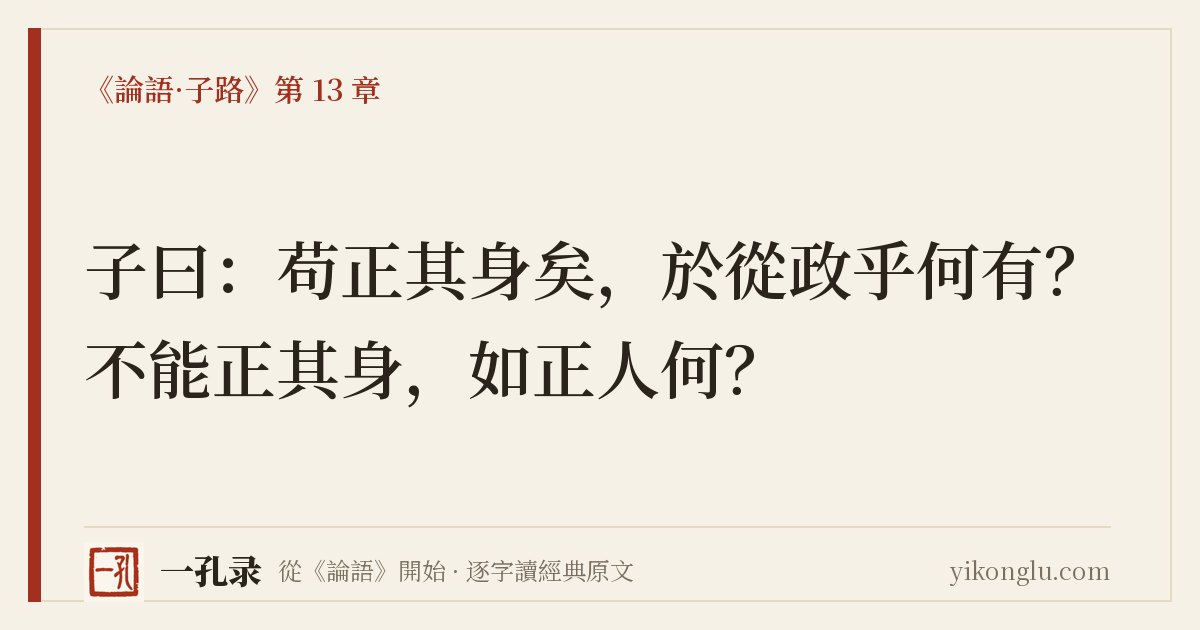 《論語·子路》第 13 章
子曰：苟正其身矣，於從政乎何有？
不能正其身，如正人何？
一孔
一孔录 從《論語》開始 · 逐字讀經典原文 yikonglu.com